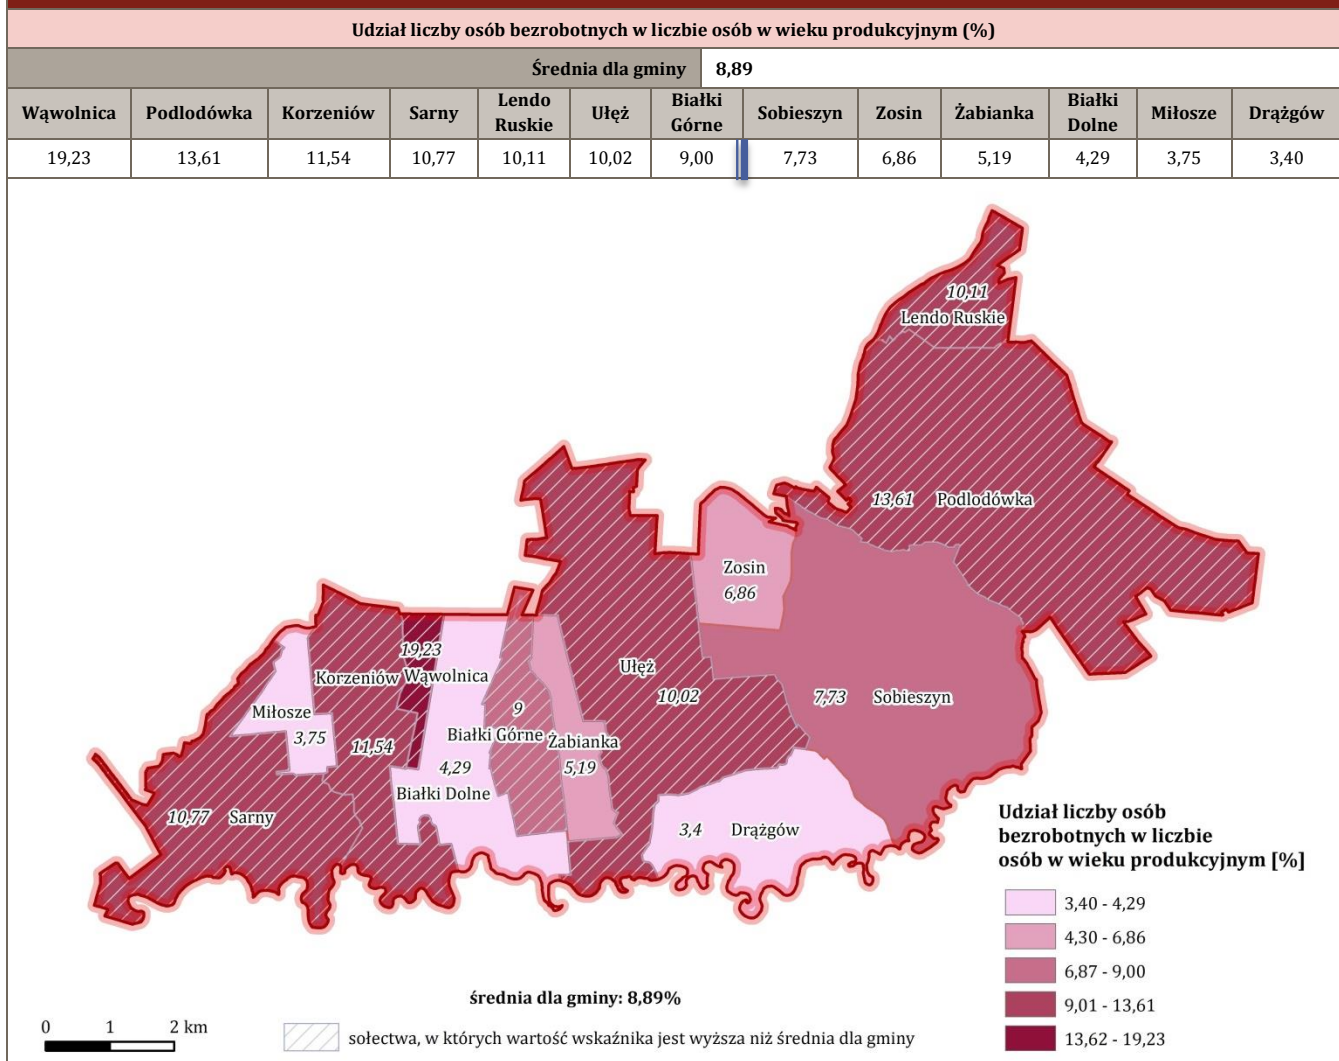 Udział liczby osób bezrobotnych w liczbie osób w wieku produkcyjnym (%)
Średnia dla gminy 8,89
Wąwolnica Podlodówka Korzeniów Sarny Lendo Ruskie Ułęż Białki Górne Sobieszyn Zosin Żabianka Białki Dolne Miłosze Drążgów
19,23 13,61 11,54 10,77 10,11 10,02 9,00 7,73 6,86 5,19 4,29 3,75 3,40
10,11
Lendo Ruskie
13,61 Podlodówka
Zosin
6,86
19,23
Korzeniów Wąwolnica
Ułęż
10,02
7,73 Sobieszyn
Miłosze
3,75
11,54
9
Białki Górne
Żabianka
5,19
4,29
Białki Dolne
10,77 Sarny
3,4 Drążgów
Udział liczby osób
bezrobotnych w liczbie
osób w wieku produkcyjnym [%]
3,40 - 4,29
4,30 - 6,86
6,87 - 9,00
9,01 - 13,61
13,62 - 19,23
średnia dla gminy: 8,89%
0 1 2 km
sołectwa, w których wartość wskaźnika jest wyższa niż średnia dla gminy